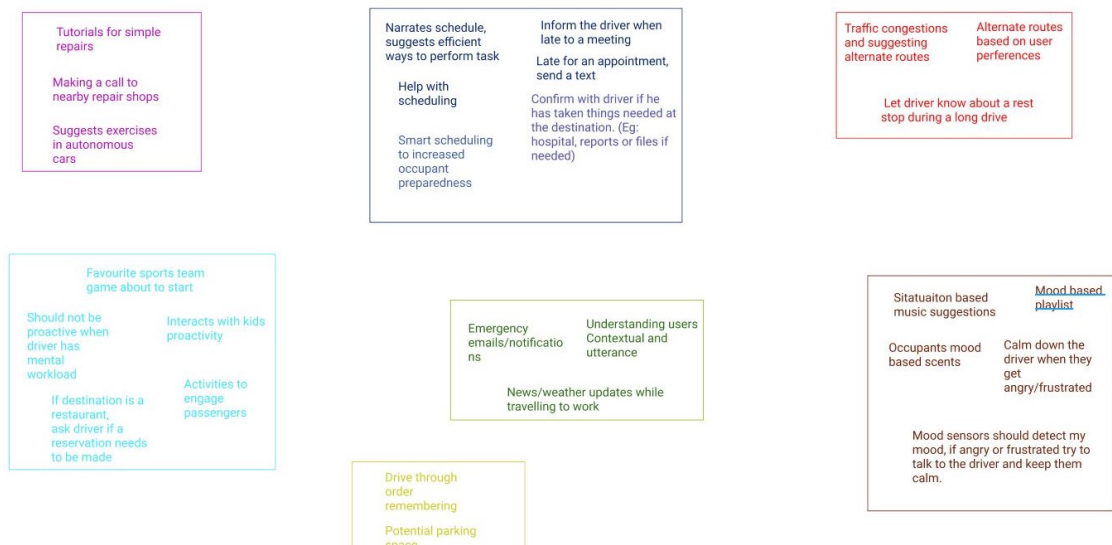 Tutorials for simple
repairs
Making a call to
nearby repair shops
Suggests exercises
in autonomous
cars
Narrates schedule,
suggests efficient
ways to perform task
Help with
scheduling
Smart scheduling
to increased
occupant
preparedness
Inform the driver when
late to a meeting
Late for an appointment,
send a text
Confirm with driver if he
has taken things needed at
the destination. (Eg:
hospital, reports or files if
needed)
Traffic congestions
and suggesting
alternate routes
Alternate routes
based on user
perferences
Let driver know about a rest
stop during a long drive
Favourite sports team
game about to start
Should not be
proactive when
driver has
mental
workload
Interacts with kids
proactivity
Activities to
engage
passengers
If destination is a
restaurant,
ask driver if a
reservation needs
to be made
Emergency
emails/notificatio
ns
Understanding users
Contextual and
utterance
News/weather updates while
travelling to work
Sitatuaiton based
music suggestions
Mood based
playlist
Occupants mood
based scents
Calm down the
driver when they
get
angry/frustrated
Mood sensors should detect my
mood, if angry or frustrated try to
talk to the driver and keep them
calm.
Drive through
order
remembering
Potential parking